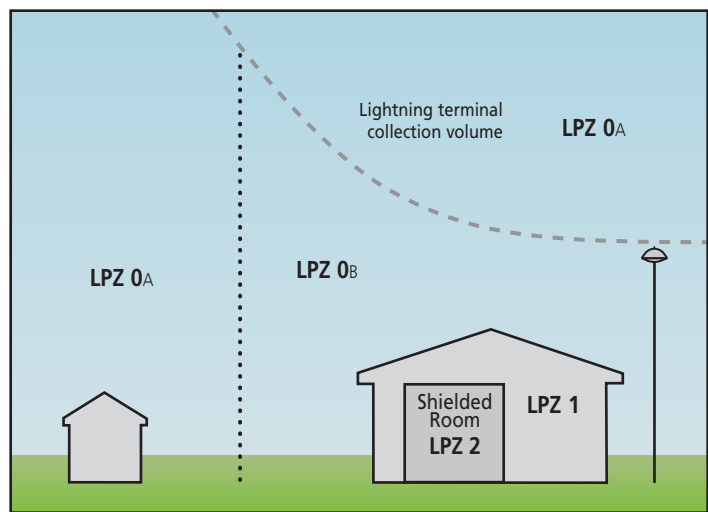 Lightning terminal
collection volume
LPZ 0A
LPZ 0A
LPZ 0B
Shielded
Room
LPZ 2
LPZ 1